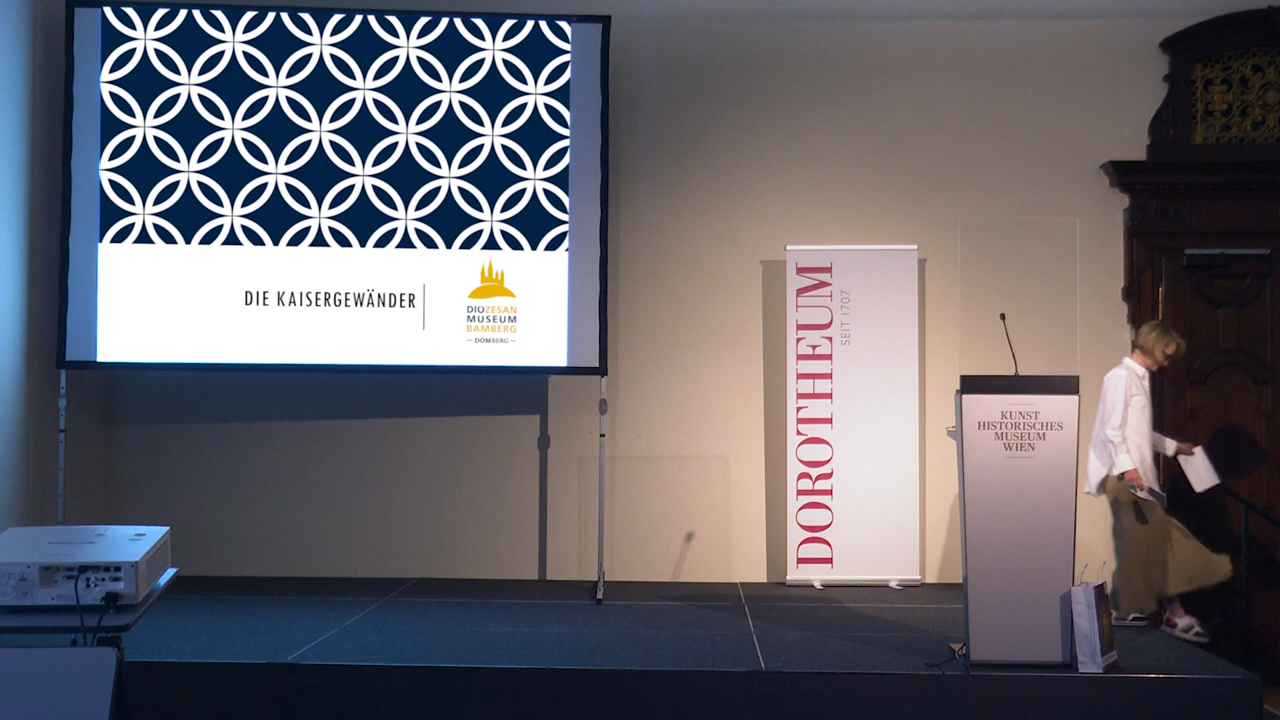 DIE KAISERGEWÄNDER
DIOZESAN
MUSEUM
BAMBERG
— DOMBERG —
DOROTHEUM
SEIT 1707
KUNST
HISTORISCHES
MUSEUM
WIEN